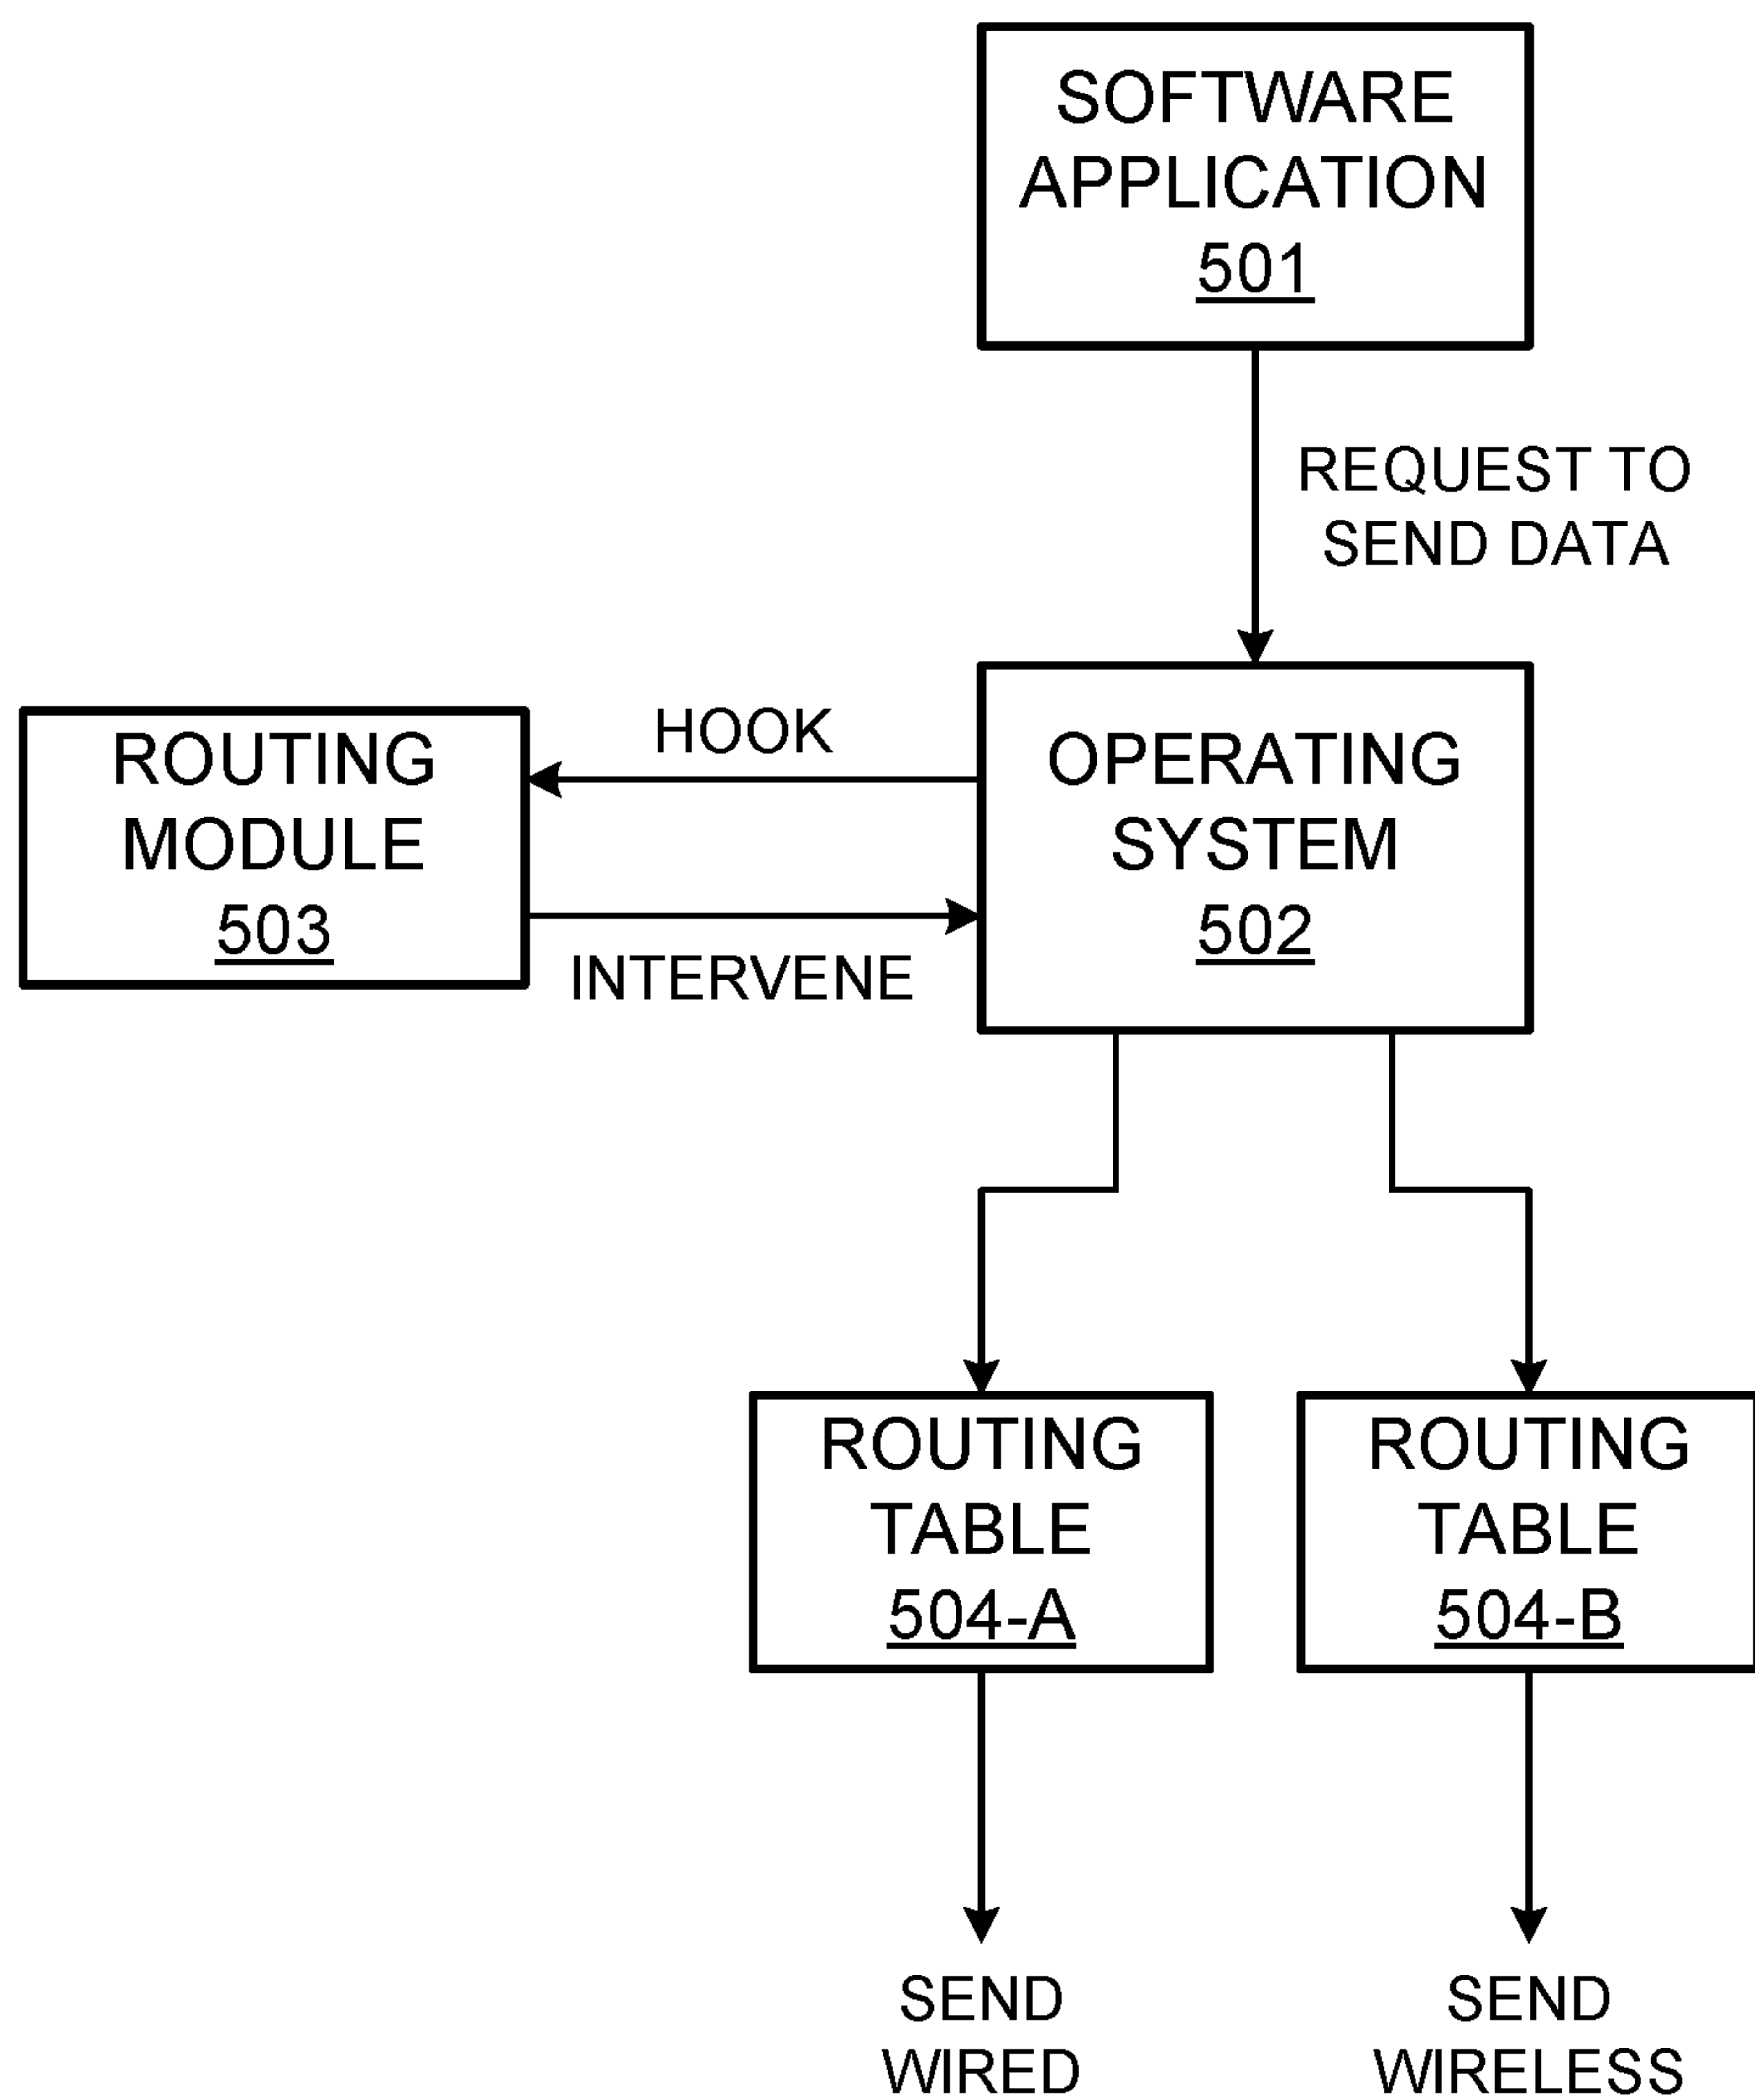 SOFTWARE
APPLICATION
501
REQUEST TO
SEND DATA
HOOK
ROUTING
MODULE
503
INTERVENE
OPERATING
SYSTEM
502
ROUTING
TABLE
504-A
ROUTING
TABLE
504-B
SEND
WIRED
SEND
WIRELESS